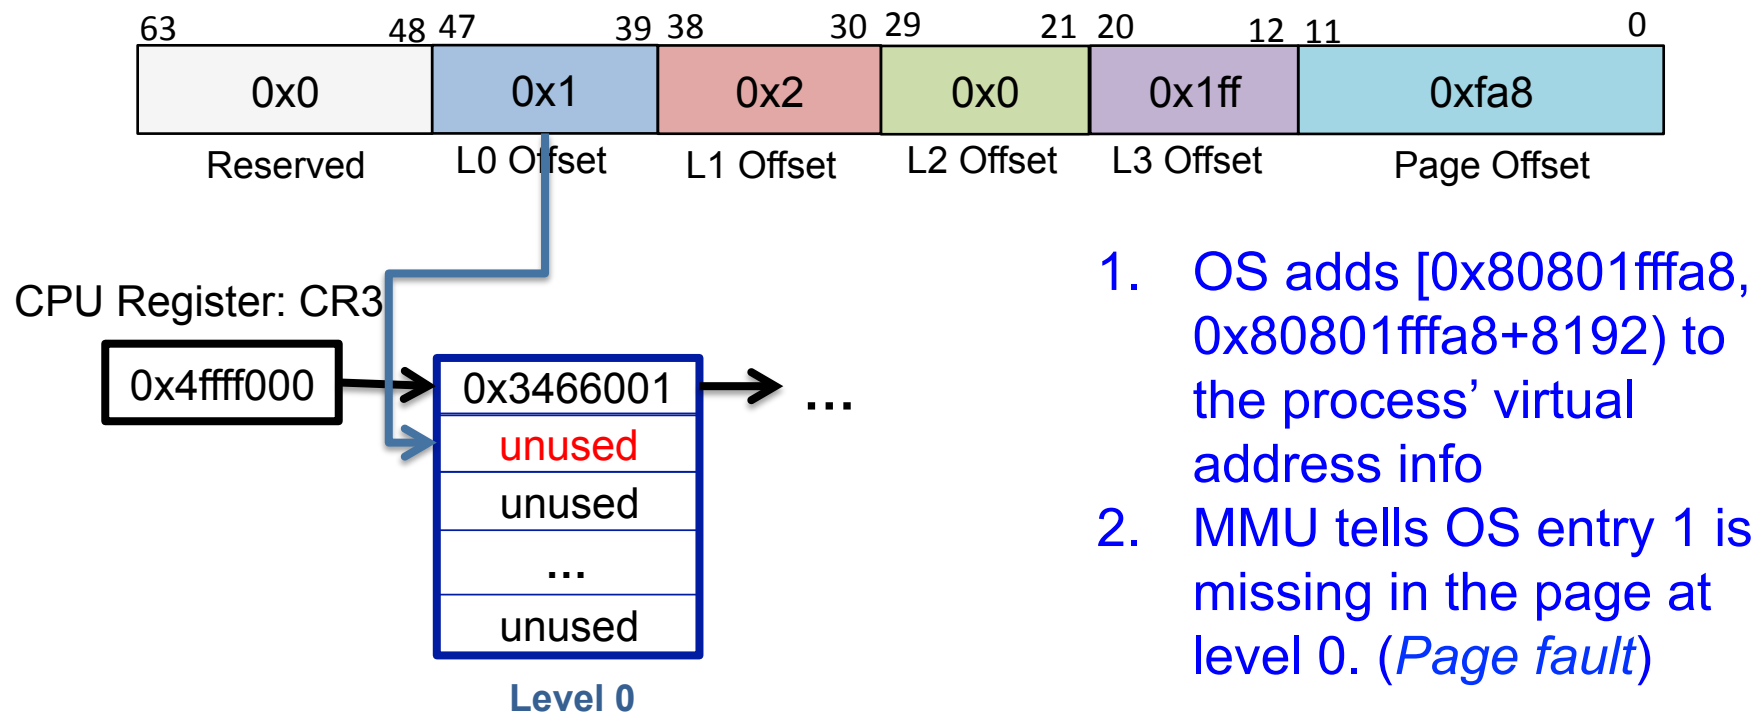 63 48 47 39 38 30 29 21 20 12 11 0
0x0 0x1 0x2 0x0 0x1ff 0xfa8
Reserved L0 Offset L1 Offset L2 Offset L3 Offset Page Offset
CPU Register: CR3
0x4ffff000
0x3466001
...
unused
unused
...
unused
Level 0
1. OS adds [0x80801fffa8,
0x80801fffa8+8192) to
the process’ virtual
address info
2. MMU tells OS entry 1 is
missing in the page at
level 0. (Page fault)